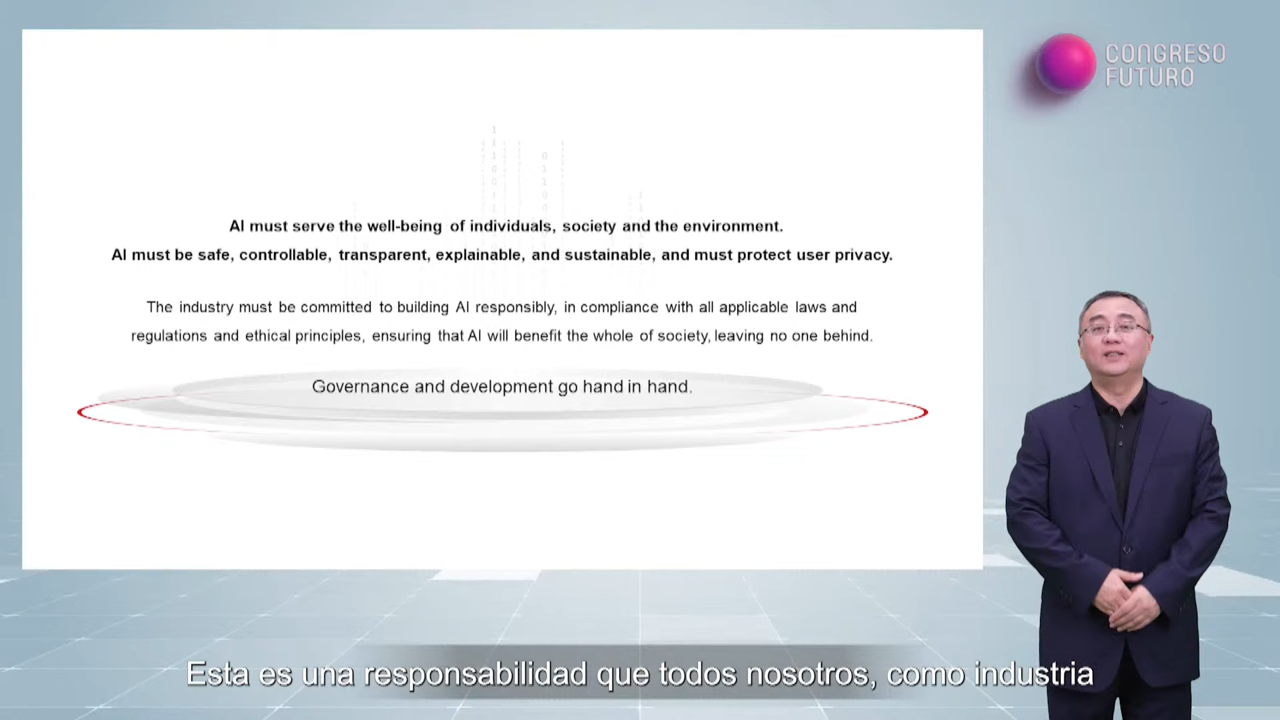 CONGRESO
FUTURO
AI must serve the well-being of individuals, society and the environment.
AI must be safe, controllable, transparent, explainable, and sustainable, and must protect user privacy.
The industry must be committed to building AI responsibly, in compliance with all applicable laws and
regulations and ethical principles, ensuring that AI will benefit the whole of society, leaving no one behind.
Governance and development go hand in hand.
Esta es una responsabilidad que todos nosotros, como industria